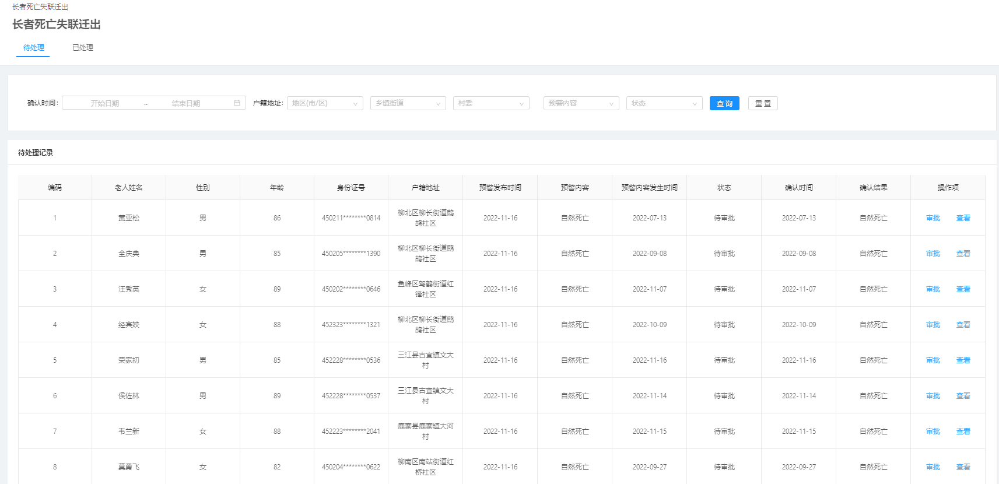 长者死亡失联迁出
长者死亡失联迁出
待处理 已处理
确认时间: 开始日期 ~ 结束日期 户籍地址: 地区(市/区) 乡镇街道 村委 预警内容 状态 查 询 重 置
待处理记录
编码 老人姓名 性别 年龄 身份证号 户籍地址 预警发布时间 预警内容 预警内容发生时间 状态 确认时间 确认结果 操作项
1 黄亚松 男 86 450211********0814 柳北区柳长街道鹧鸪社区 2022-11-16 自然死亡 2022-07-13 待审批 2022-07-13 自然死亡 审批 查看
2 全庆典 男 85 450205********1390 柳北区柳长街道鹧鸪社区 2022-11-16 自然死亡 2022-09-08 待审批 2022-09-08 自然死亡 审批 查看
3 汪秀英 女 89 450202********0646 鱼峰区驾鹤街道红锋社区 2022-11-16 自然死亡 2022-11-07 待审批 2022-11-07 自然死亡 审批 查看
4 经宾姣 女 88 452323********1321 柳北区柳长街道鹧鸪社区 2022-11-16 自然死亡 2022-10-09 待审批 2022-10-09 自然死亡 审批 查看
5 荣家初 男 85 452228********0536 三江县古宜镇文大村 2022-11-16 自然死亡 2022-11-16 待审批 2022-11-16 自然死亡 审批 查看
6 侯佐林 男 89 452228********0537 三江县古宜镇文大村 2022-11-16 自然死亡 2022-11-14 待审批 2022-11-14 自然死亡 审批 查看
7 韦兰新 女 88 452223********2041 鹿寨县鹿寨镇大河村 2022-11-16 自然死亡 2022-11-15 待审批 2022-11-15 自然死亡 审批 查看
8 莫勇飞 女 82 450204********0622 柳南区南站街道红桥社区 2022-11-16 自然死亡 2022-09-27 待审批 2022-09-27 自然死亡 审批 查看